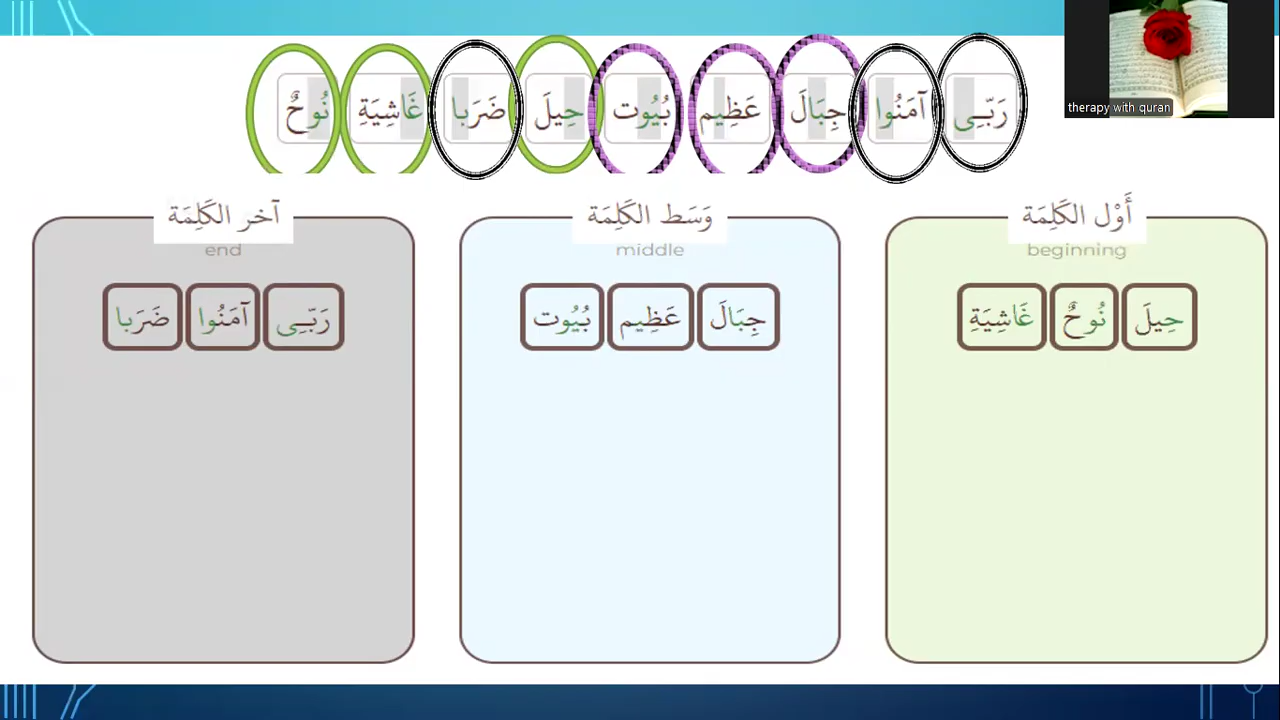 رَبّـِى آمَنُوا جِبَالَ عَظِيم بُيُوت حِيلَ ضَرَبا غَاشِيَةِ نُوحٌ
therapy with quran
أَوْل الكَلِمَة وَسَط الكَلِمَة آخر الكَلِمَة
beginning middle end
حِيلَ نُوحٌ غَاشِيَةِ جِبَالَ عَظِيم بُيُوت رَبّـِى آمَنُوا ضَرَبا